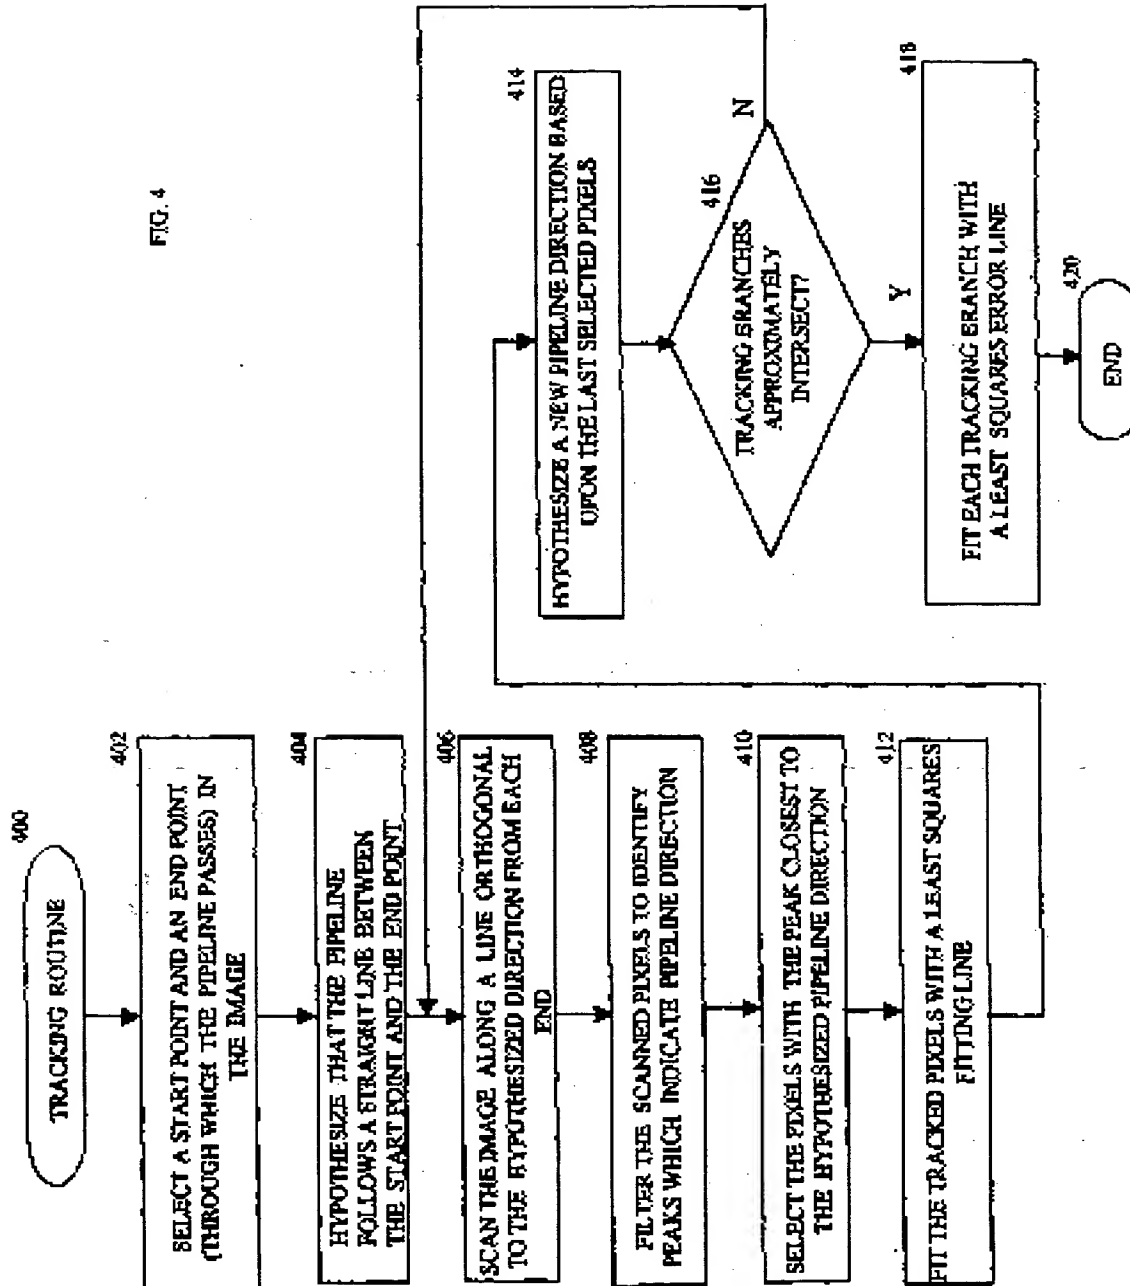 FIG. 4
400
TRACKING ROUTINE
402
SELECT A START POINT AND AN END POINT
(THROUGH WHICH THE PIPELINE PASSES) IN
THE IMAGE
404
HYPOTHESIZE THAT THE PIPELINE
FOLLOWS A STRAIGHT LINE BETWEEN
THE START POINT AND THE END POINT
406
SCAN THE IMAGE ALONG A LINE ORTHOGONAL
TO THE HYPOTHESIZED DIRECTION FROM EACH
END
408
FILTER THE SCANNED PIXELS TO IDENTIFY
PEAKS WHICH INDICATE PIPELINE DIRECTION
410
SELECT THE PIXELS WITH THE PEAK CLOSEST TO
THE HYPOTHESIZED PIPELINE DIRECTION
412
FIT THE TRACKED PIXELS WITH A LEAST SQUARES
FITTING LINE
414
HYPOTHESIZE A NEW PIPELINE DIRECTION BASED
UPON THE LAST SELECTED PIXELS
416
TRACKING BRANCHES
APPROXIMATELY
INTERSECT?
N
Y
418
FIT EACH TRACKING BRANCH WITH
A LEAST SQUARES ERROR LINE
420
END